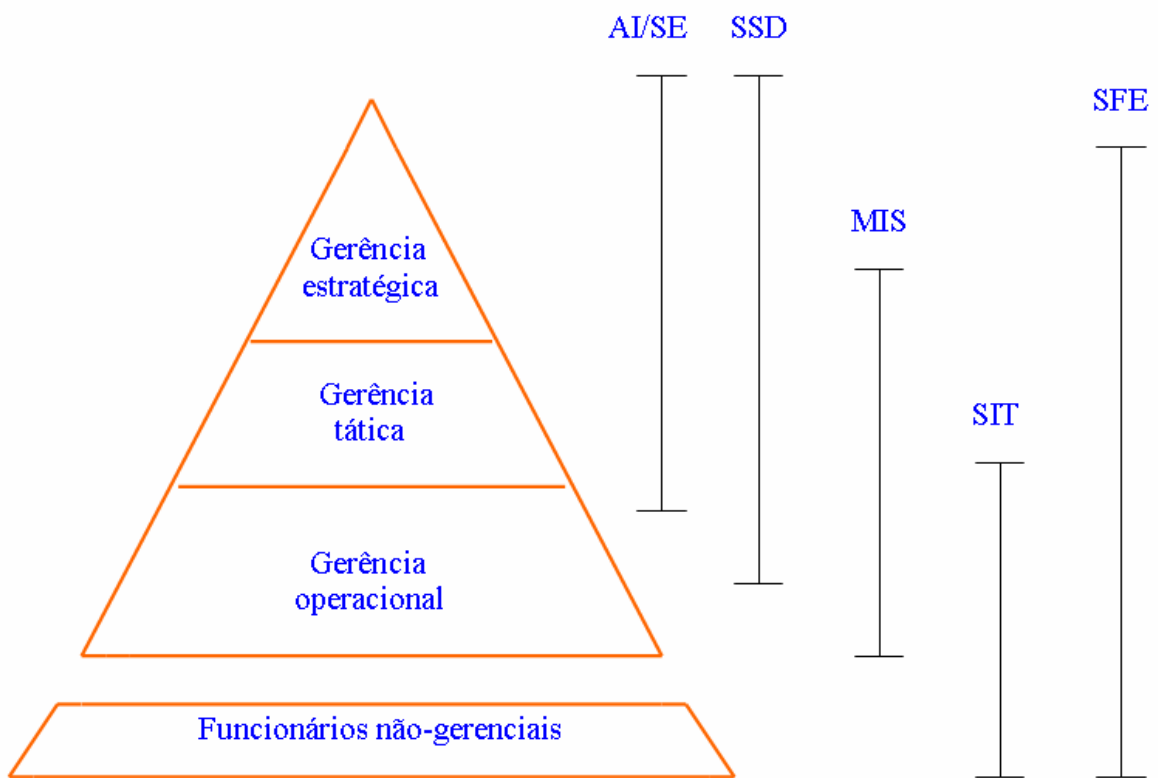 AI/SE
SSD
SFE
MIS
Gerência
estratégica
Gerência
tática
SIT
Gerência
operacional
Funcionários não-gerenciais